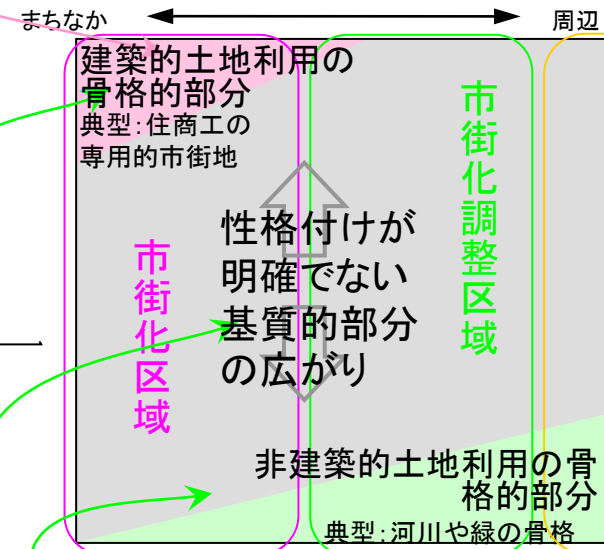 まちなか
周辺
建築的土地利用の
骨格的部分
典型：住商工の
専用的市街地
市街化調整区域
性格付けが
明確でない
基質的部分
の広がり
市街化区域
非建築的土地利用の骨
格的部分
典型：河川や緑の骨格